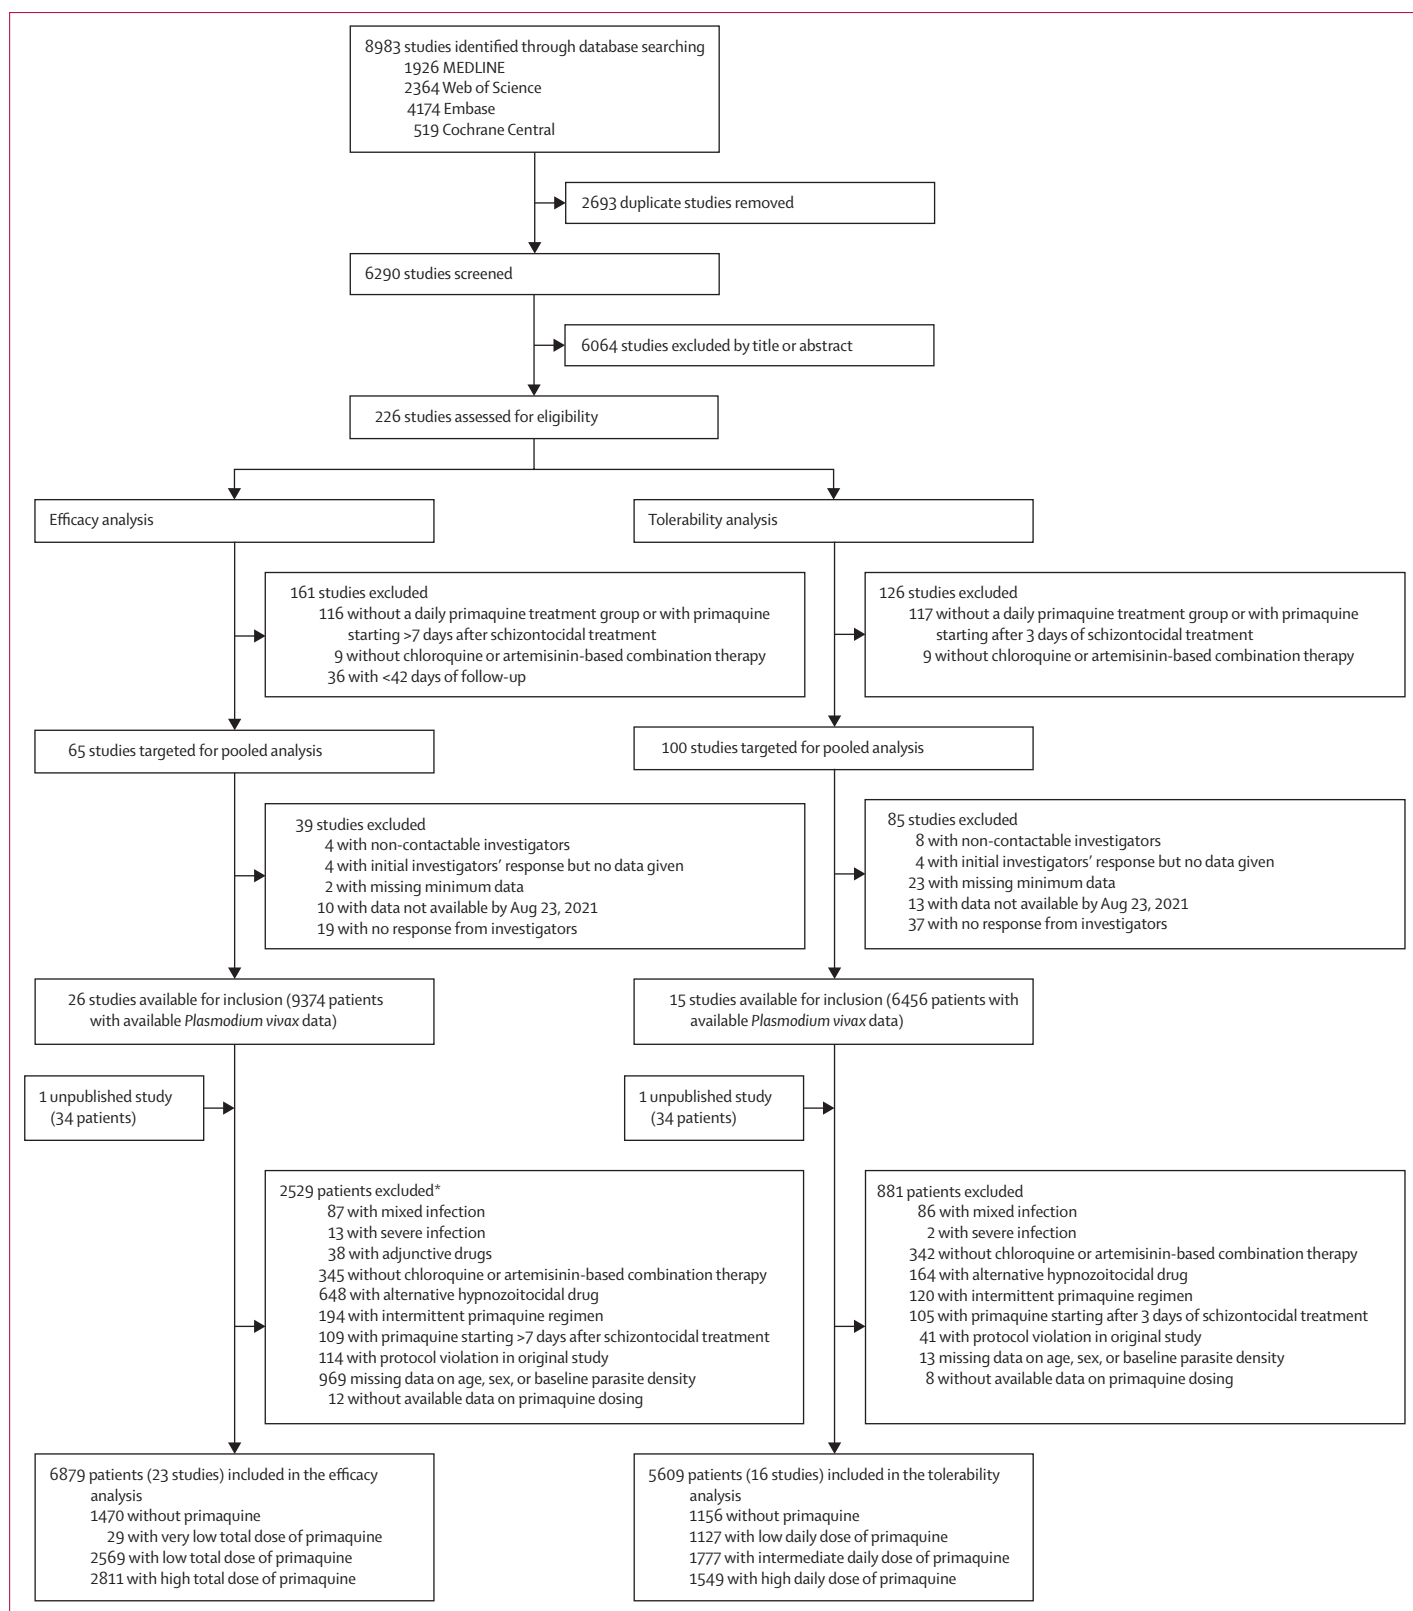 8983 studies identified through database searching
1926 MEDLINE
2364 Web of Science
4174 Embase
519 Cochrane Central
2693 duplicate studies removed
6290 studies screened
6064 studies excluded by title or abstract
226 studies assessed for eligibility
Efficacy analysis
161 studies excluded
116 without a daily primaquine treatment group or with primaquine
starting >7 days after schizontocidal treatment
9 without chloroquine or artemisinin-based combination therapy
36 with <42 days of follow-up
65 studies targeted for pooled analysis
39 studies excluded
4 with non-contactable investigators
4 with initial investigators’ response but no data given
2 with missing minimum data
10 with data not available by Aug 23, 2021
19 with no response from investigators
26 studies available for inclusion (9374 patients
with available Plasmodium vivax data)
1 unpublished study
(34 patients)
2529 patients excluded*
87 with mixed infection
13 with severe infection
38 with adjunctive drugs
345 without chloroquine or artemisinin-based combination therapy
648 with alternative hypnozoitocidal drug
194 with intermittent primaquine regimen
109 with primaquine starting >7 days after schizontocidal treatment
114 with protocol violation in original study
969 missing data on age, sex, or baseline parasite density
12 without available data on primaquine dosing
6879 patients (23 studies) included in the efficacy
analysis
1470 without primaquine
29 with very low total dose of primaquine
2569 with low total dose of primaquine
2811 with high total dose of primaquine
Tolerability analysis
126 studies excluded
117 without a daily primaquine treatment group or with primaquine
starting after 3 days of schizontocidal treatment
9 without chloroquine or artemisinin-based combination therapy
100 studies targeted for pooled analysis
85 studies excluded
8 with non-contactable investigators
4 with initial investigators’ response but no data given
23 with missing minimum data
13 with data not available by Aug 23, 2021
37 with no response from investigators
15 studies available for inclusion (6456 patients with
available Plasmodium vivax data)
1 unpublished study
(34 patients)
881 patients excluded
86 with mixed infection
2 with severe infection
342 without chloroquine or artemisinin-based combination therapy
164 with alternative hypnozoitocidal drug
120 with intermittent primaquine regimen
105 with primaquine starting after 3 days of schizontocidal treatment
41 with protocol violation in original study
13 missing data on age, sex, or baseline parasite density
8 without available data on primaquine dosing
5609 patients (16 studies) included in the tolerability
analysis
1156 without primaquine
1127 with low daily dose of primaquine
1777 with intermediate daily dose of primaquine
1549 with high daily dose of primaquine